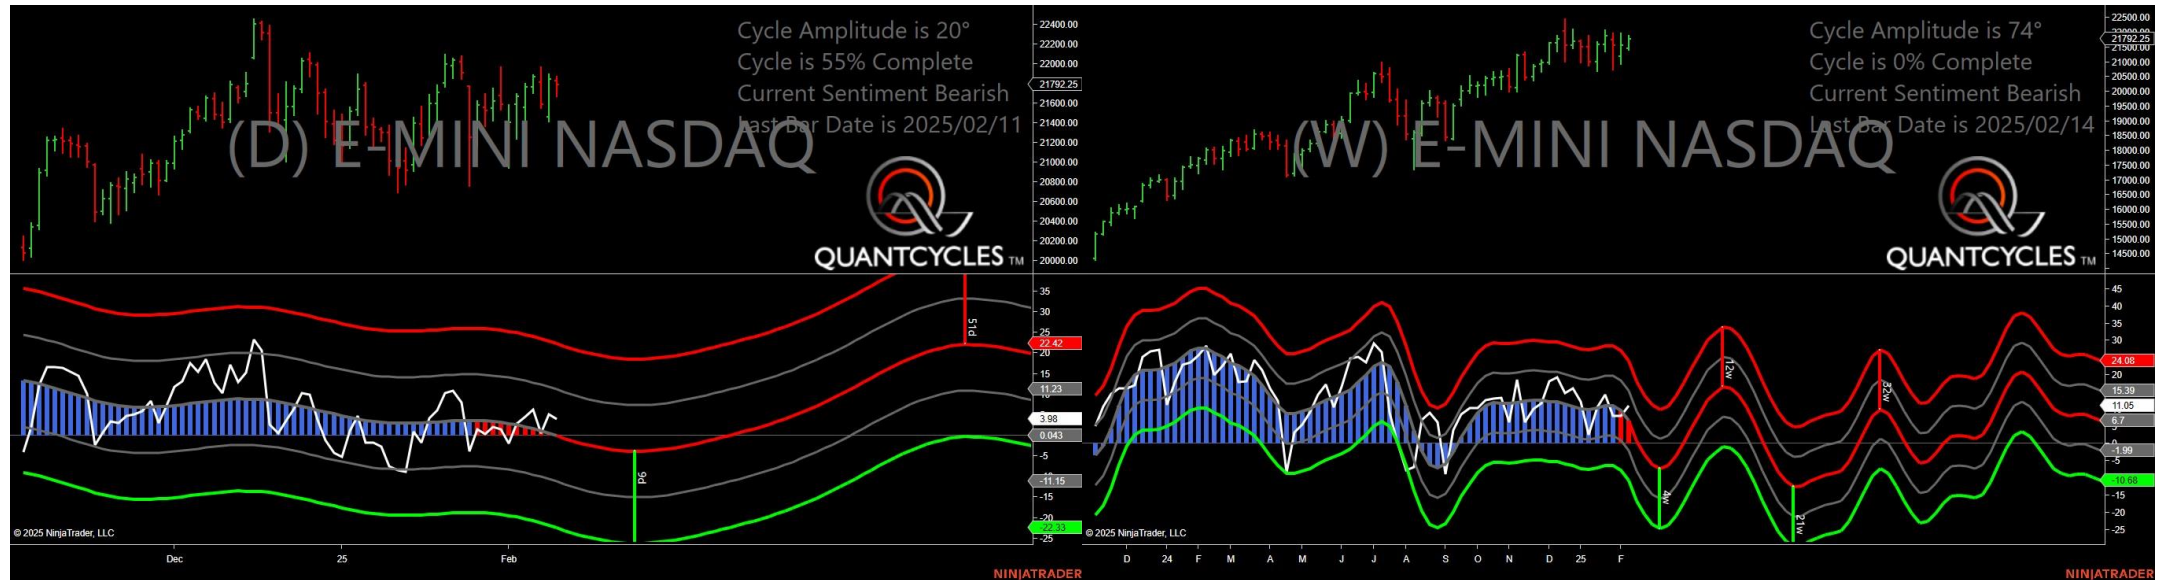 Cycle Amplitude is 20°
Cycle is 55% Complete
Current Sentiment Bearish
Last Bar Date is 2025/02/11
(D) E-MINI NASDAQ
QUANTCYCLES TM
22400.00
22200.00
22000.00
21792.25
21600.00
21400.00
21200.00
21000.00
20800.00
20600.00
20400.00
20200.00
20000.00
35
30
25
22.42
20
15
11.23
3.98
0.043
-5
-11.15
-15
-20
-22.33
-25
51d
9d
© 2025 NinjaTrader, LLC
Dec
25
Feb
NINJATRADER
Cycle Amplitude is 74°
Cycle is 0% Complete
Current Sentiment Bearish
Last Bar Date is 2025/02/14
(W) E-MINI NASDAQ
QUANTCYCLES TM
22500.00
21792.25
21500.00
21000.00
20500.00
20000.00
19500.00
19000.00
18500.00
18000.00
17500.00
17000.00
16500.00
16000.00
15500.00
15000.00
14500.00
45
40
35
30
24.08
20
15.39
11.05
6.7
-1.99
-5
-10.68
-15
-20
-25
12w
32w
4w
21w
© 2025 NinjaTrader, LLC
D 24 F M A M J J A S O N D 25 F
NINJATRADER